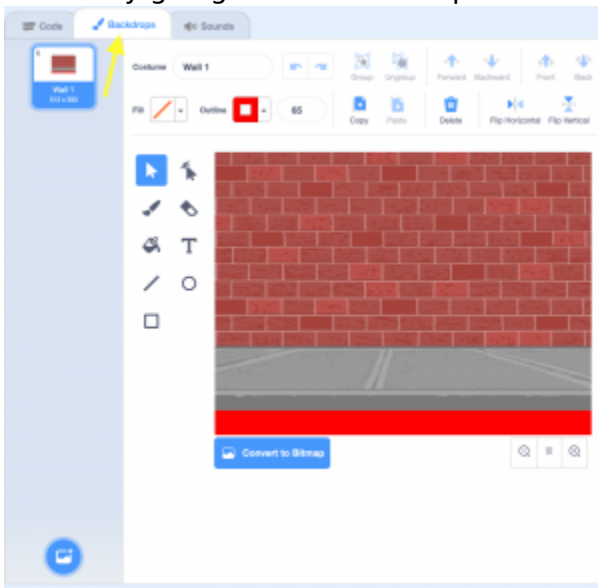 Code Backdrops Sounds
1
Costume Wall 1 Group Ungroup Forward Backward Front Back
Wall 1
Fill Outline 65 Copy Paste Delete Flip Horizontal Flip Vertical
T
Convert to Bitmap